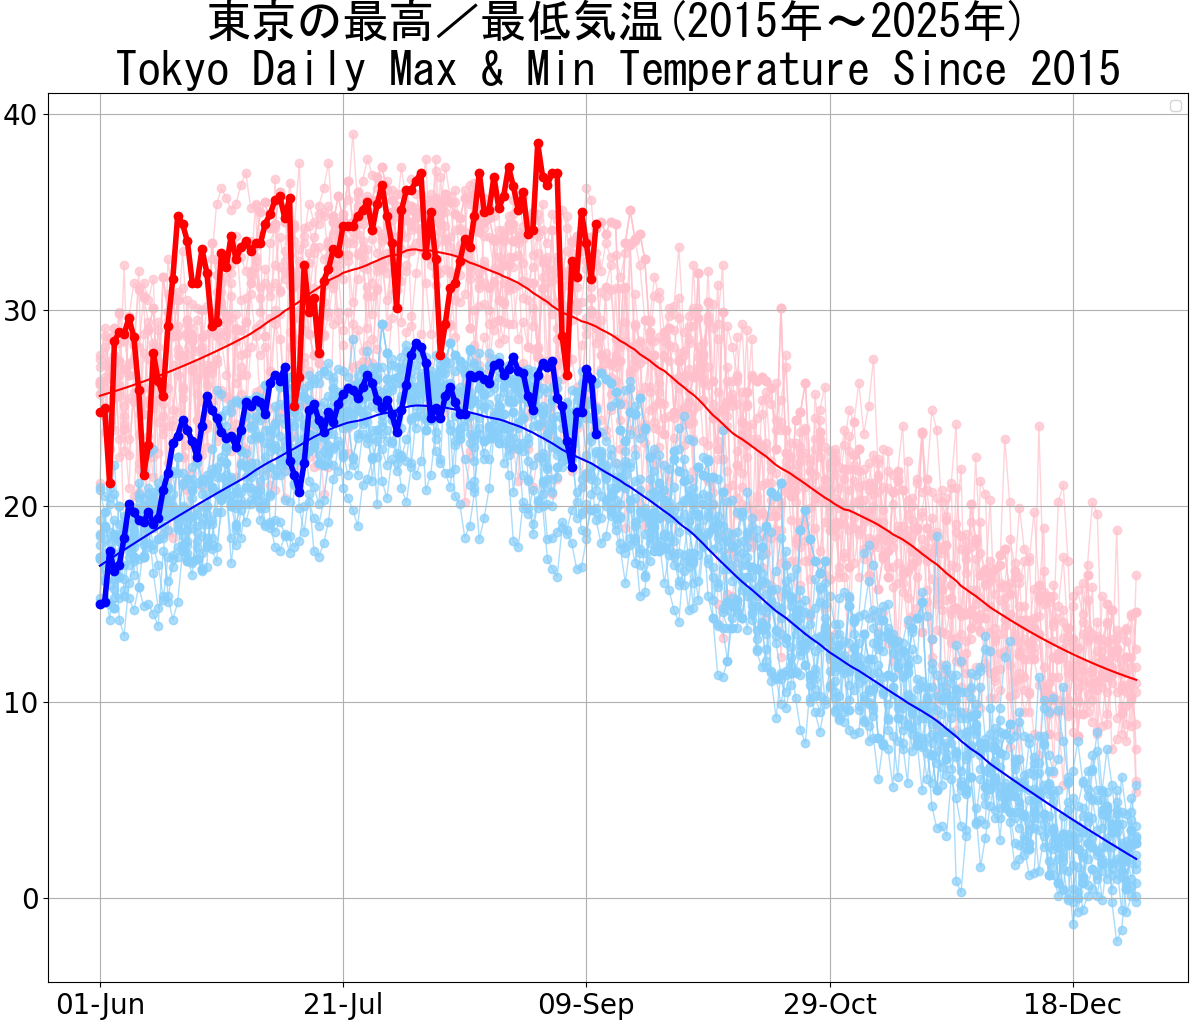 東京の最高／最低気温(2015年～2025年)
Tokyo Daily Max & Min Temperature Since 2015
40
30
20
10
0
01-Jun 21-Jul 09-Sep 29-Oct 18-Dec